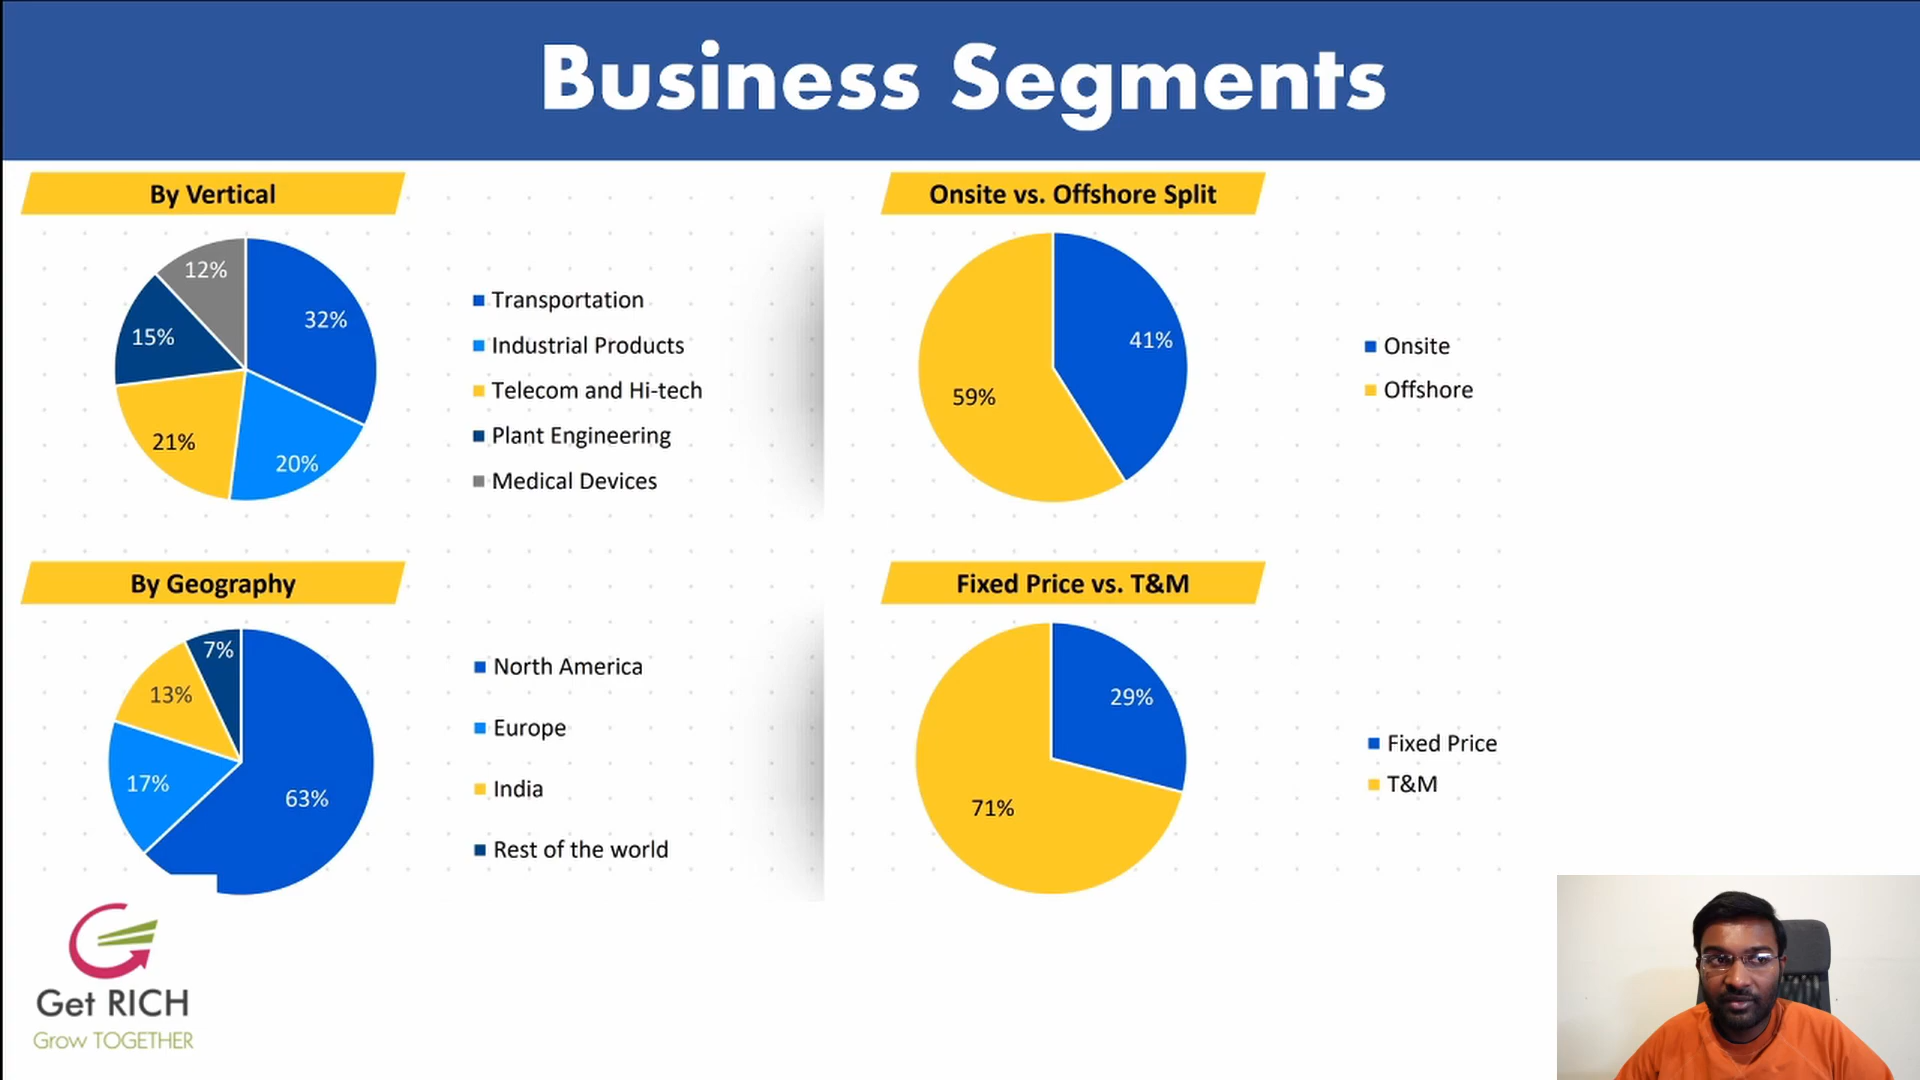 Business Segments
By Vertical
12%
32%
15%
21%
20%
Transportation
Industrial Products
Telecom and Hi-tech
Plant Engineering
Medical Devices
Onsite vs. Offshore Split
41%
59%
Onsite
Offshore
By Geography
7%
13%
17%
63%
North America
Europe
India
Rest of the world
Fixed Price vs. T&M
29%
71%
Fixed Price
T&M
Get RICH
Grow TOGETHER